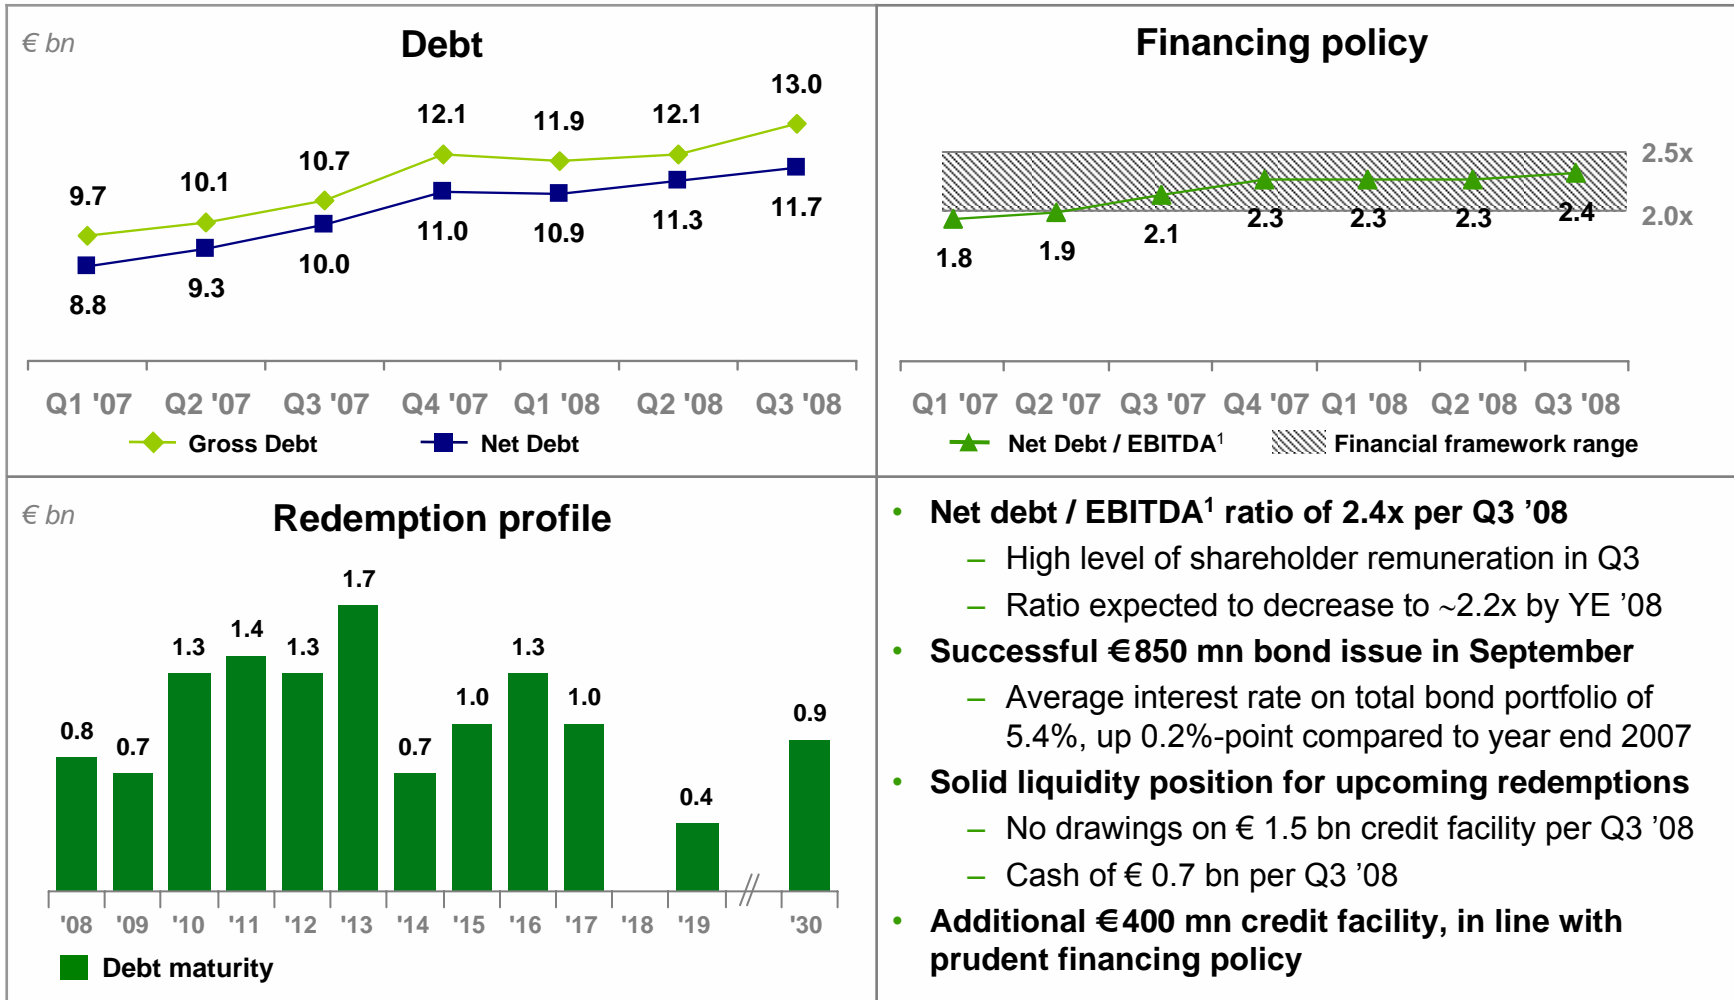 € bn
Debt
9.7
10.1
10.7
12.1
11.9
12.1
13.0
8.8
9.3
10.0
11.0
10.9
11.3
11.7
Q1 '07 Q2 '07 Q3 '07 Q4 '07 Q1 '08 Q2 '08 Q3 '08
Gross Debt Net Debt
Financing policy
2.5x
2.0x
1.8
1.9
2.1
2.3
2.3
2.3
2.4
Q1 '07 Q2 '07 Q3 '07 Q4 '07 Q1 '08 Q2 '08 Q3 '08
Net Debt / EBITDA¹ Financial framework range
€ bn
Redemption profile
0.8
0.7
1.3
1.4
1.3
1.7
0.7
1.0
1.3
1.0
0.4
0.9
'08 '09 '10 '11 '12 '13 '14 '15 '16 '17 '18 '19 '30
Debt maturity
• Net debt / EBITDA¹ ratio of 2.4x per Q3 ’08
– High level of shareholder remuneration in Q3
– Ratio expected to decrease to ~2.2x by YE ’08
• Successful €850 mn bond issue in September
– Average interest rate on total bond portfolio of
5.4%, up 0.2%-point compared to year end 2007
• Solid liquidity position for upcoming redemptions
– No drawings on € 1.5 bn credit facility per Q3 ’08
– Cash of € 0.7 bn per Q3 ’08
• Additional €400 mn credit facility, in line with
prudent financing policy